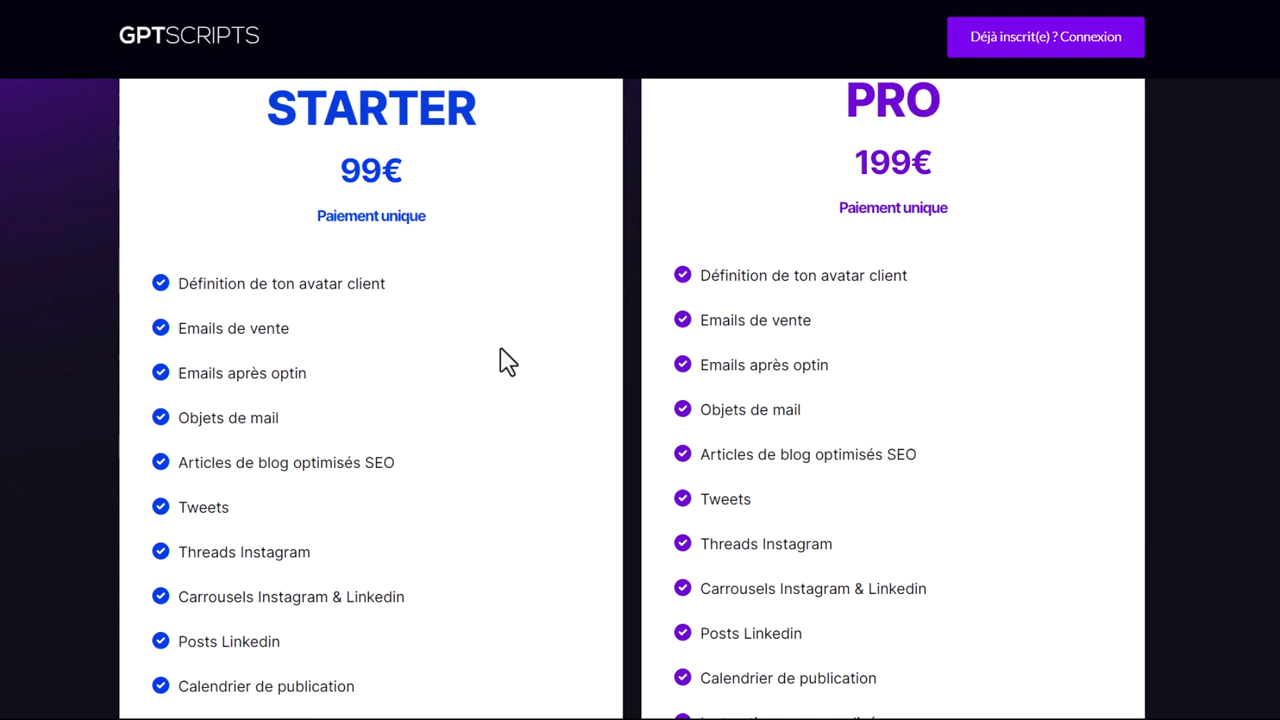 GPTSCRIPTS
Déjà inscrit(e) ? Connexion
STARTER
99€
Paiement unique
Définition de ton avatar client
Emails de vente
Emails après optin
Objets de mail
Articles de blog optimisés SEO
Tweets
Threads Instagram
Carrousels Instagram & Linkedin
Posts Linkedin
Calendrier de publication
PRO
199€
Paiement unique
Définition de ton avatar client
Emails de vente
Emails après optin
Objets de mail
Articles de blog optimisés SEO
Tweets
Threads Instagram
Carrousels Instagram & Linkedin
Posts Linkedin
Calendrier de publication